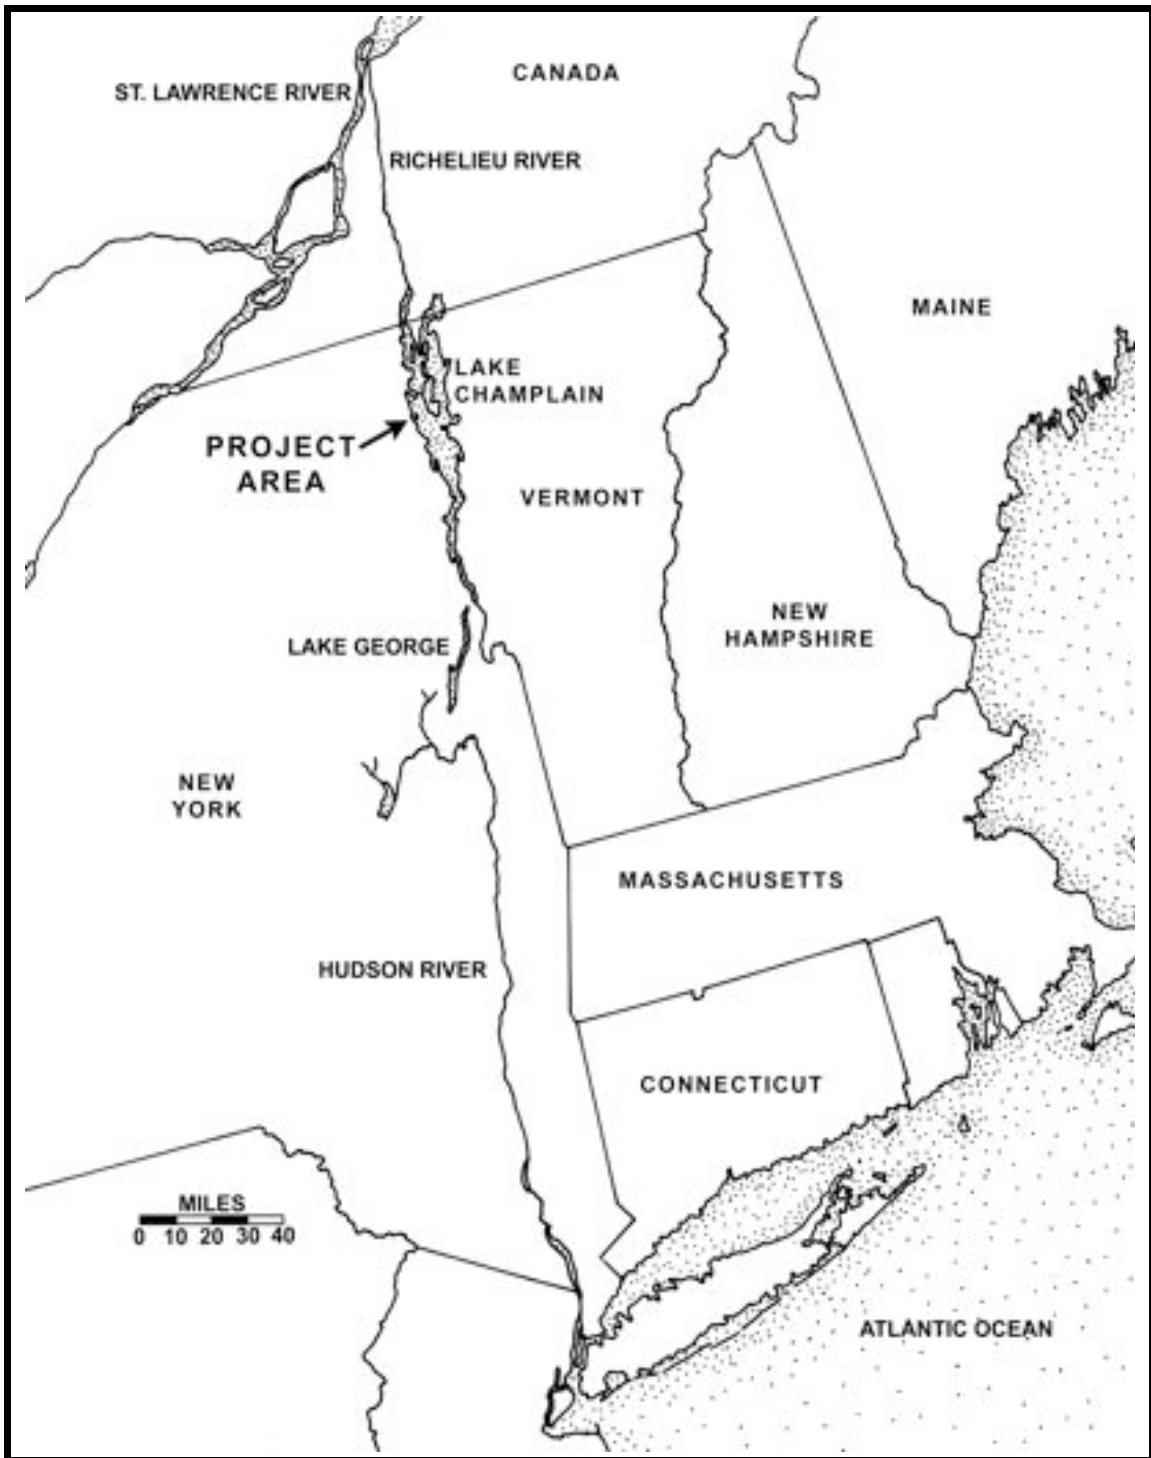 CANADA
ST. LAWRENCE RIVER
RICHELIEU RIVER
MAINE
LAKE
CHAMPLAIN
PROJECT
AREA
VERMONT
NEW
HAMPSHIRE
LAKE GEORGE
NEW
YORK
MASSACHUSETTS
HUDSON RIVER
CONNECTICUT
MILES
0 10 20 30 40
ATLANTIC OCEAN